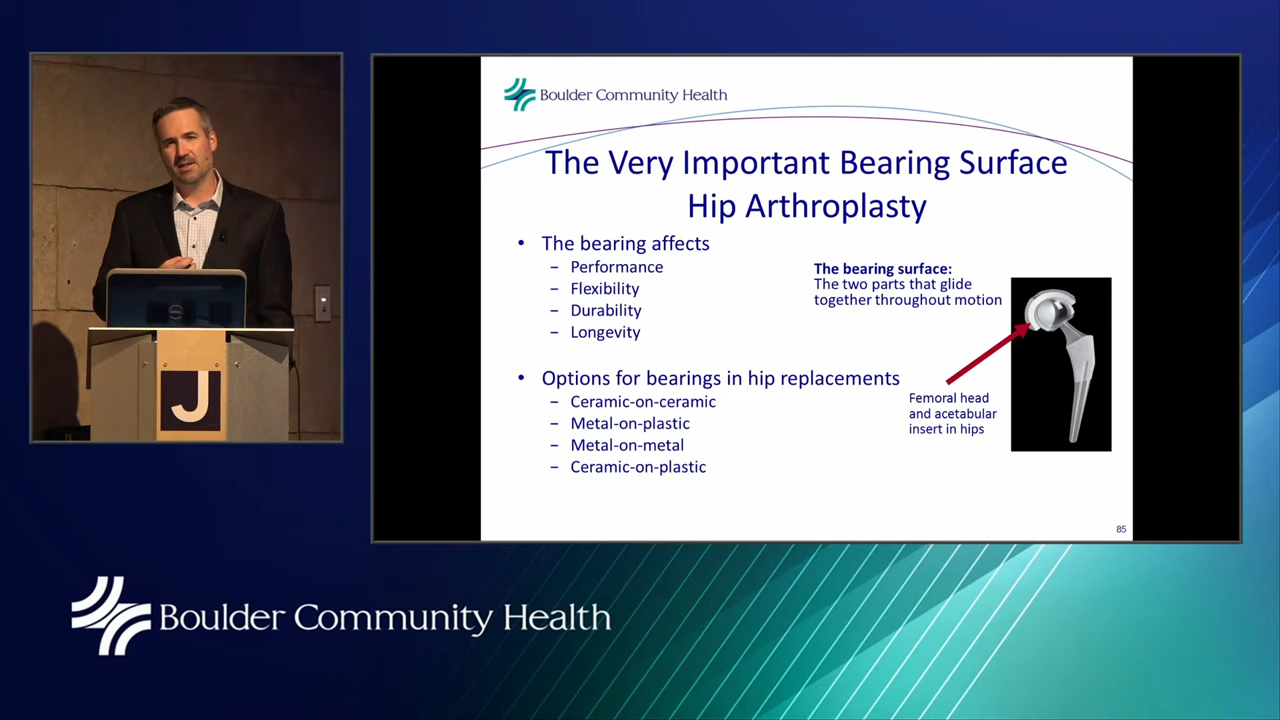 Boulder Community Health
The Very Important Bearing Surface
Hip Arthroplasty
• The bearing affects
– Performance
– Flexibility
– Durability
– Longevity
• Options for bearings in hip replacements
– Ceramic-on-ceramic
– Metal-on-plastic
– Metal-on-metal
– Ceramic-on-plastic
The bearing surface:
The two parts that glide
together throughout motion
Femoral head
and acetabular
insert in hips
85
DELL
J
Boulder Community Health